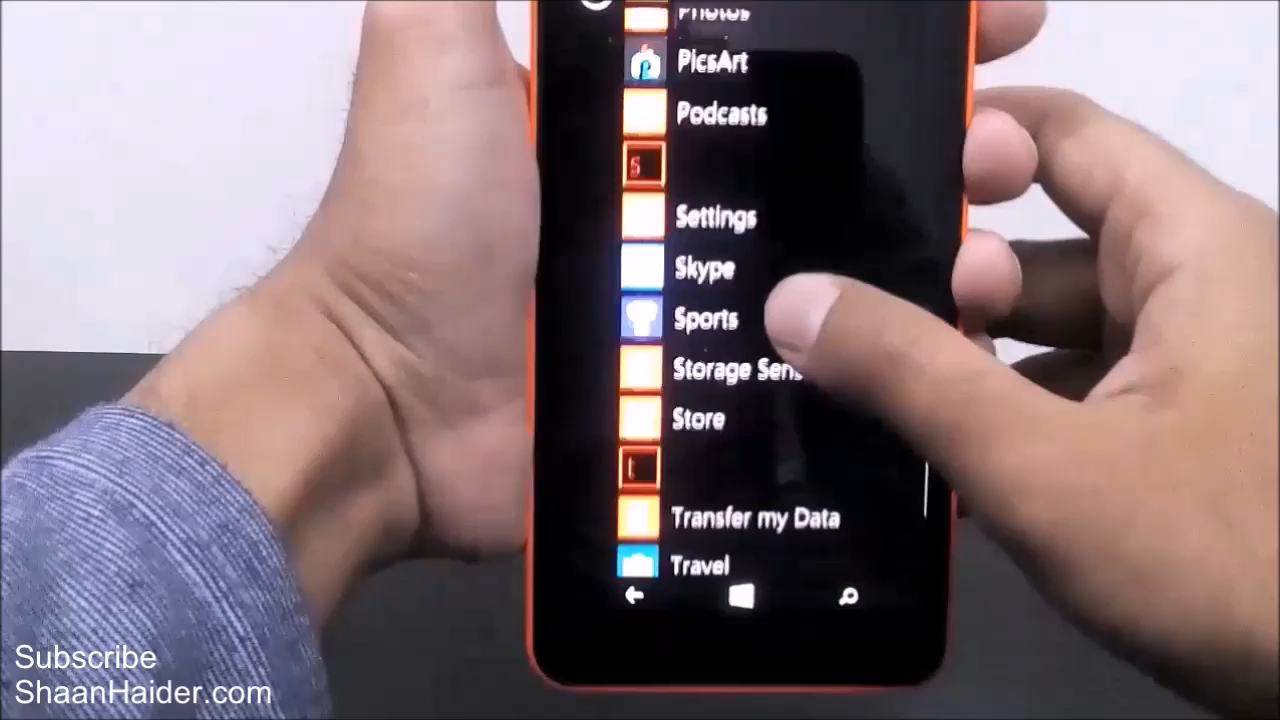 Photos
PicsArt
Podcasts
s
Settings
Skype
Sports
Storage Sens
Store
t
Transfer my Data
Travel
Subscribe
ShaanHaider.com